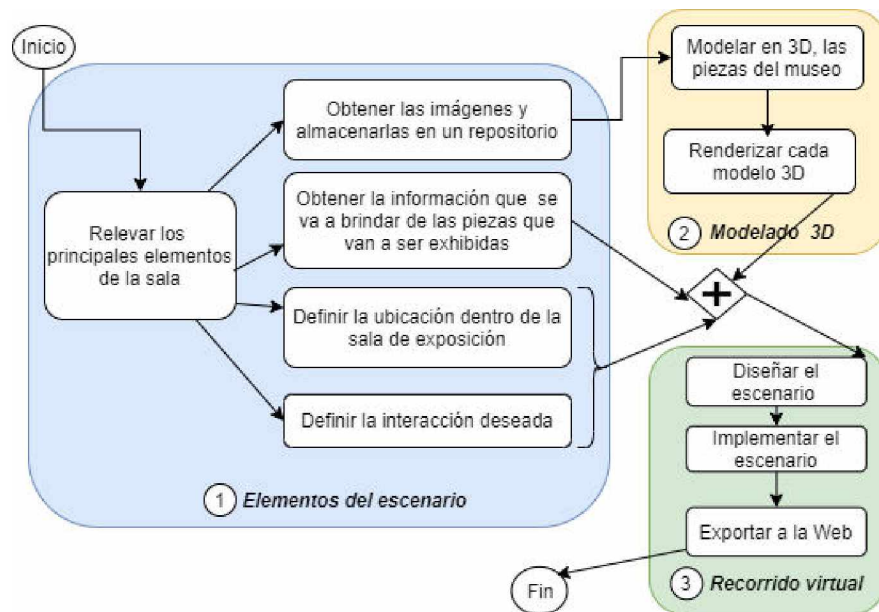 Inicio
Relevar los
principales elementos
de la sala
Obtener las imágenes y
almacenarlas en un repositorio
Obtener la información que se
va a brindar de las piezas que
van a ser exhibidas
Definir la ubicación dentro de la
sala de exposición
Definir la interacción deseada
1 Elementos del escenario
Modelar en 3D, las
piezas del museo
Renderizar cada
modelo 3D
2 Modelado 3D
+
Diseñar el
escenario
Implementar el
escenario
Exportar a la Web
3 Recorrido virtual
Fin